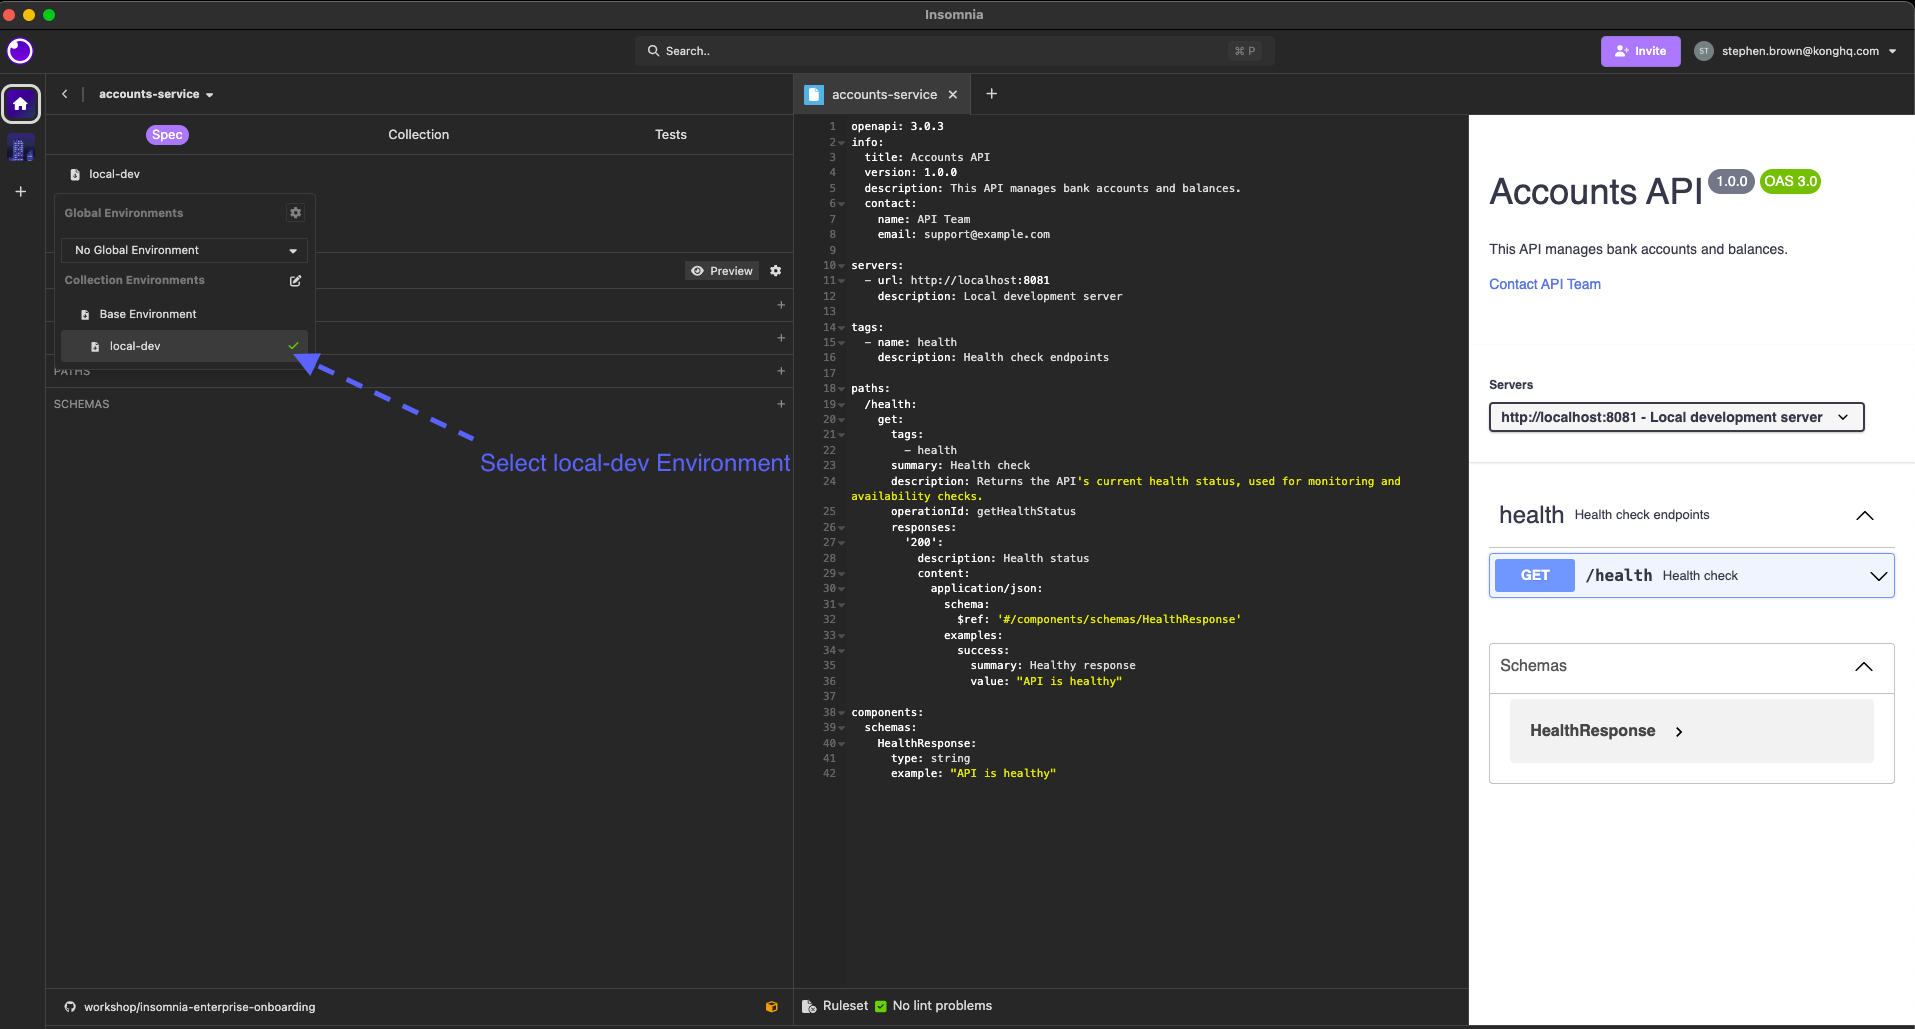 Insomnia
Search..
⌘ P
Invite
ST
stephen.brown@konghq.com
accounts-service
Spec
Collection
Tests
local-dev
Global Environments
No Global Environment
Collection Environments
Base Environment
local-dev
Preview
PATHS
SCHEMAS
Select local-dev Environment
workshop/insomnia-enterprise-onboarding
accounts-service
1 openapi: 3.0.3
2 info:
3 title: Accounts API
4 version: 1.0.0
5 description: This API manages bank accounts and balances.
6 contact:
7 name: API Team
8 email: support@example.com
9
10 servers:
11 - url: http://localhost:8081
12 description: Local development server
13
14 tags:
15 - name: health
16 description: Health check endpoints
17
18 paths:
19 /health:
20 get:
21 tags:
22 - health
23 summary: Health check
24 description: Returns the API's current health status, used for monitoring and
availability checks.
25 operationId: getHealthStatus
26 responses:
27 '200':
28 description: Health status
29 content:
30 application/json:
31 schema:
32 $ref: '#/components/schemas/HealthResponse'
33 examples:
34 success:
35 summary: Healthy response
36 value: "API is healthy"
37
38 components:
39 schemas:
40 HealthResponse:
41 type: string
42 example: "API is healthy"
Ruleset
No lint problems
Accounts API 1.0.0 OAS 3.0
This API manages bank accounts and balances.
Contact API Team
Servers
http://localhost:8081 - Local development server
health Health check endpoints
GET /health Health check
Schemas
HealthResponse